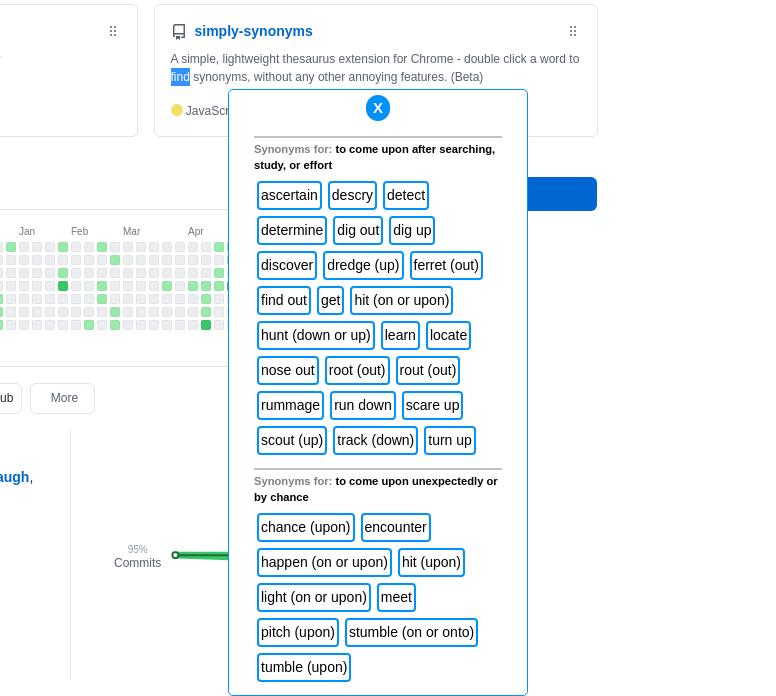 simply-synonyms
A simple, lightweight thesaurus extension for Chrome - double click a word to
find synonyms, without any other annoying features. (Beta)
JavaScr
X
Synonyms for: to come upon after searching,
study, or effort
ascertain descry detect
determine dig out dig up
discover dredge (up) ferret (out)
find out get hit (on or upon)
hunt (down or up) learn locate
nose out root (out) rout (out)
rummage run down scare up
scout (up) track (down) turn up
Synonyms for: to come upon unexpectedly or
by chance
chance (upon) encounter
happen (on or upon) hit (upon)
light (on or upon) meet
pitch (upon) stumble (on or onto)
tumble (upon)
Jan Feb Mar Apr
ub More
augh,
95%
Commits